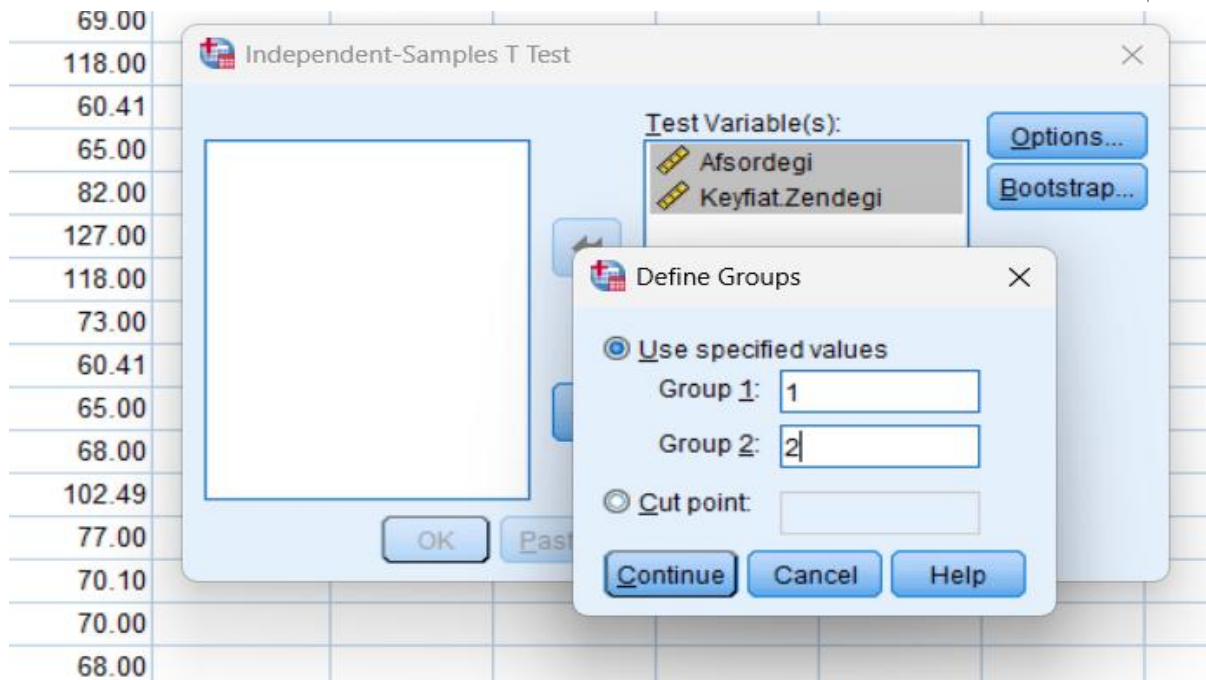 69.00
118.00
60.41
65.00
82.00
127.00
118.00
73.00
60.41
65.00
68.00
102.49
77.00
70.10
70.00
68.00
Independent-Samples T Test
Test Variable(s):
Afsordegi
Keyfiat.Zendegi
Options...
Bootstrap...
OK
Past
Define Groups
Use specified values
Group 1: 1
Group 2: 2
Cut point:
Continue Cancel Help